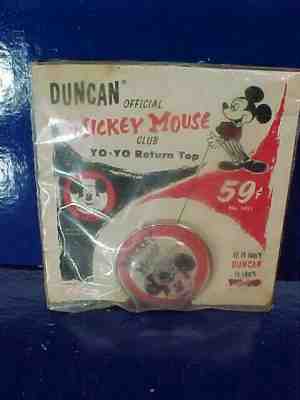 DUNCAN OFFICIAL
MICKEY MOUSE
CLUB
YO-YO Return Top
59¢
IF IT ISN'T
DUNCAN
IT ISN'T